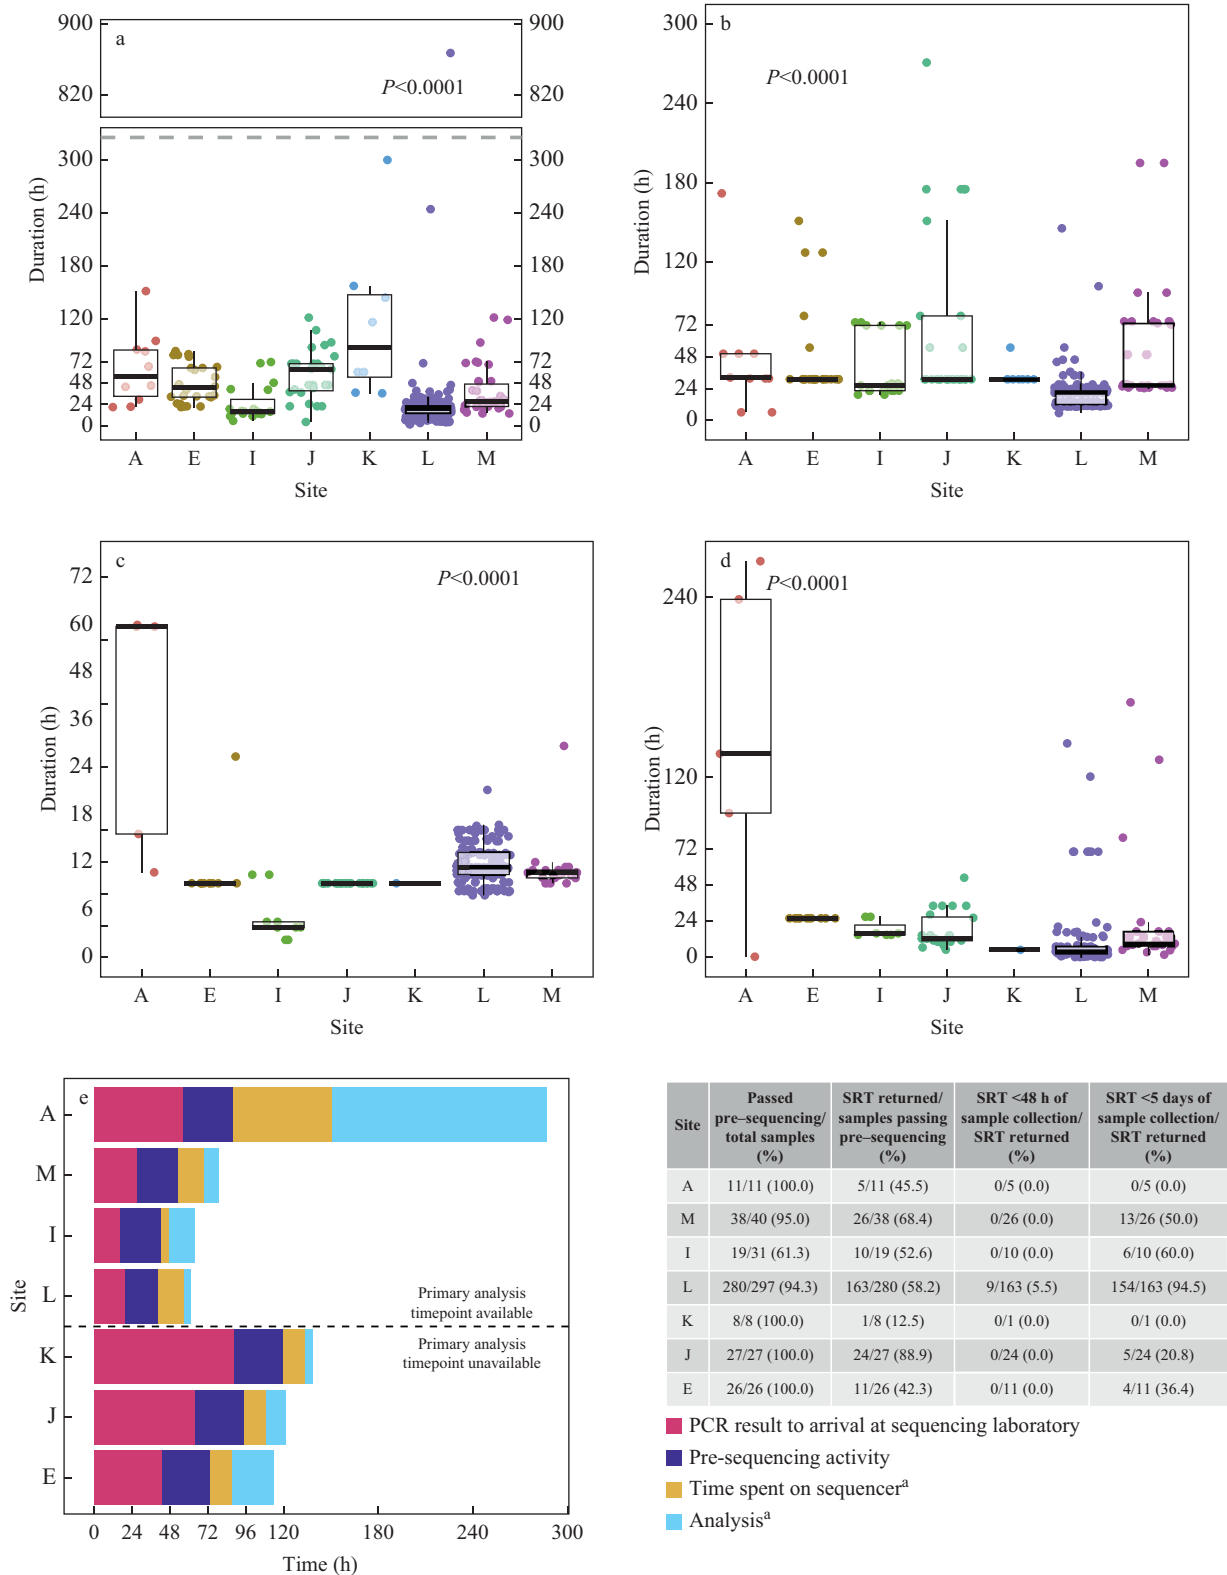 a
P<0.0001
900
820
300
240
180
120
72
48
24
0
900
820
300
240
180
120
72
48
24
0
Duration (h)
A E I J K L M
Site
b
P<0.0001
300
240
180
120
72
48
24
0
Duration (h)
A E I J K L M
Site
c
P<0.0001
72
60
48
36
24
18
12
6
0
Duration (h)
A E I J K L M
Site
d
P<0.0001
240
120
72
48
24
0
Duration (h)
A E I J K L M
Site
e
A
M
I
L
K
J
E
Site
Primary analysis
timepoint available
Primary analysis
timepoint unavailable
0 24 48 72 96 120 180 240 300
Time (h)
Site Passed pre–sequencing/ total samples (%) SRT returned/ samples passing pre–sequencing (%) SRT <48 h of sample collection/ SRT returned (%) SRT <5 days of sample collection/ SRT returned (%)
A 11/11 (100.0) 5/11 (45.5) 0/5 (0.0) 0/5 (0.0)
M 38/40 (95.0) 26/38 (68.4) 0/26 (0.0) 13/26 (50.0)
I 19/31 (61.3) 10/19 (52.6) 0/10 (0.0) 6/10 (60.0)
L 280/297 (94.3) 163/280 (58.2) 9/163 (5.5) 154/163 (94.5)
K 8/8 (100.0) 1/8 (12.5) 0/1 (0.0) 0/1 (0.0)
J 27/27 (100.0) 24/27 (88.9) 0/24 (0.0) 5/24 (20.8)
E 26/26 (100.0) 11/26 (42.3) 0/11 (0.0) 4/11 (36.4)
PCR result to arrival at sequencing laboratory
Pre-sequencing activity
Time spent on sequencerᵃ
Analysisᵃ